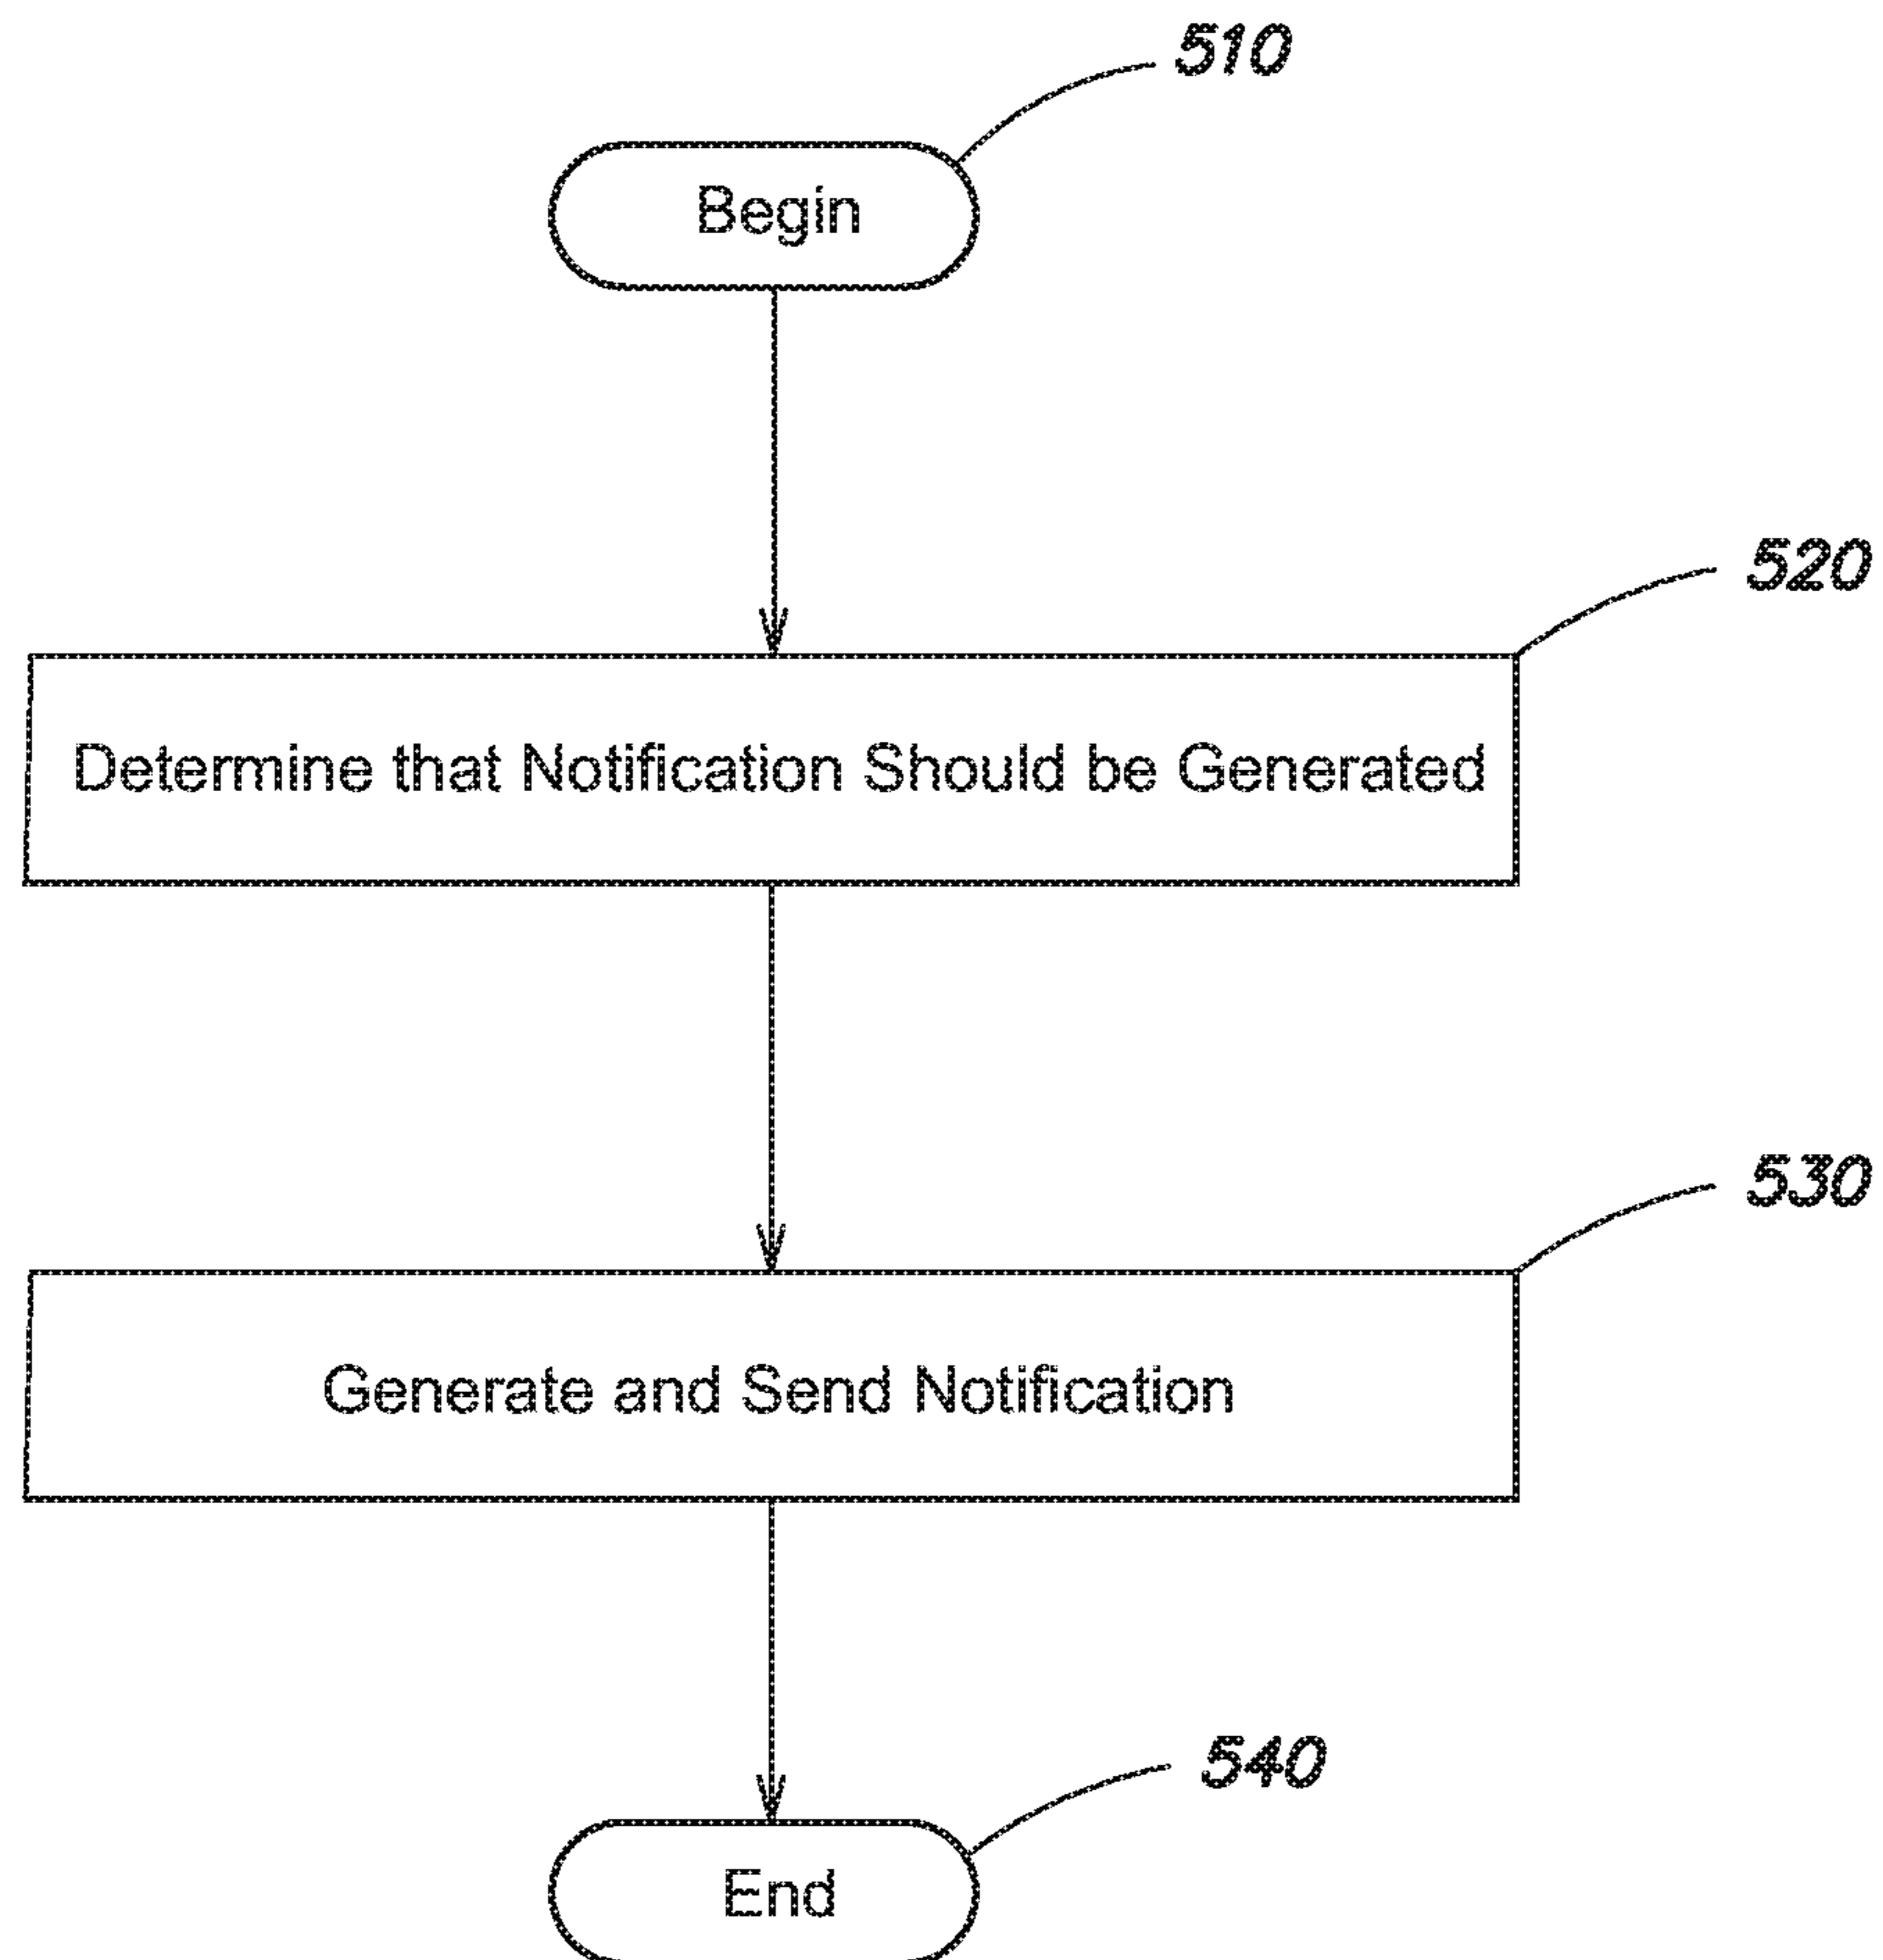 510
Begin
520
Determine that Notification Should be Generated
530
Generate and Send Notification
540
End